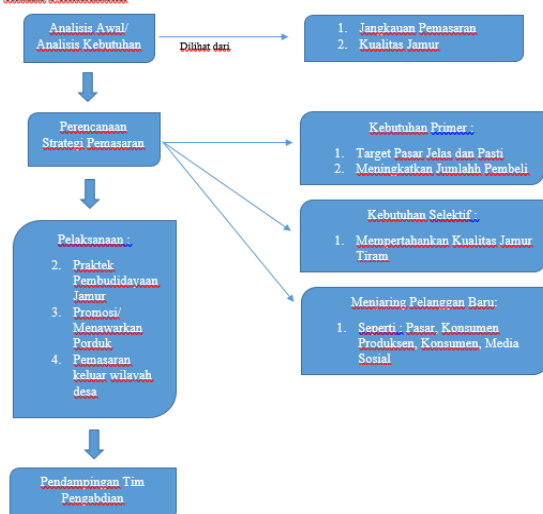 Analisis Awal/
Analisis Kebutuhan
Dilihat dari
1. Jangkauan Pemasaran
2. Kualitas Jamur
Perencanaan
Strategi Pemasaran
Kebutuhan Primer :
1. Target Pasar Jelas dan Pasti
2. Meningkatkan Jumlahh Pembeli
Kebutuhan Selektif :
1. Mempertahankan Kualitas Jamur
Tiram
Menjaring Pelanggan Baru:
1. Seperti : Pasar, Konsumen
Produksen, Konsumen, Media
Sosial
Pelaksanaan :
2. Praktek
Pembudidayaan
Jamur
3. Promosi/
Menawarkan
Porduk
4. Pemasaran
keluar wilayah
desa
Pendampingan Tim
Pengabdian